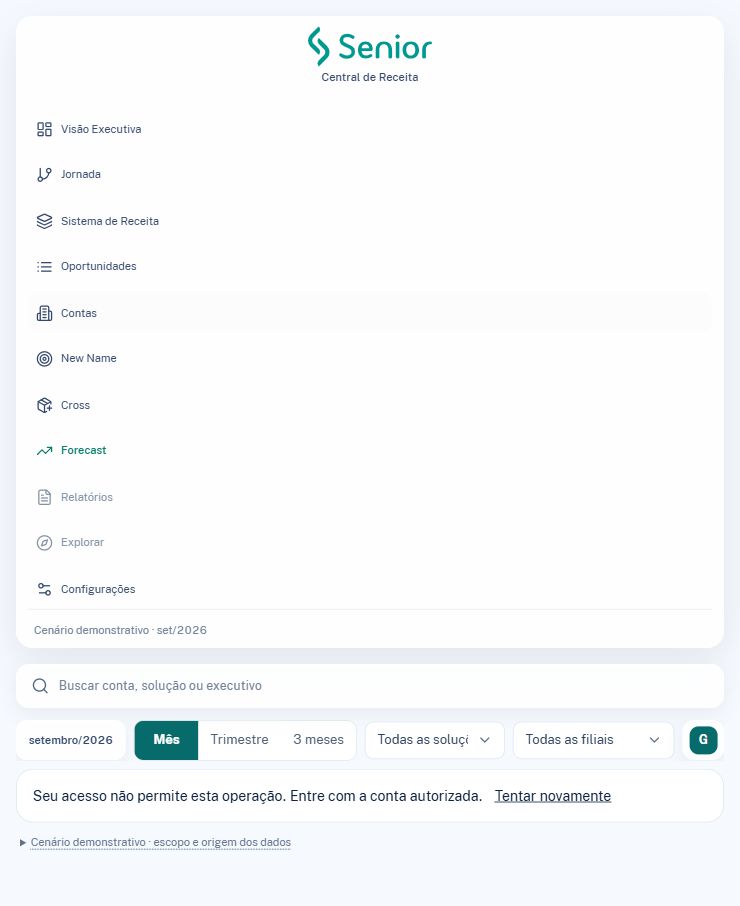 Senior
Central de Receita
Visão Executiva
Jornada
Sistema de Receita
Oportunidades
Contas
New Name
Cross
Forecast
Relatórios
Explorar
Configurações
Cenário demonstrativo · set/2026
Buscar conta, solução ou executivo
setembro/2026 Mês Trimestre 3 meses Todas as soluç Todas as filiais G
Seu acesso não permite esta operação. Entre com a conta autorizada. Tentar novamente
Cenário demonstrativo · escopo e origem dos dados